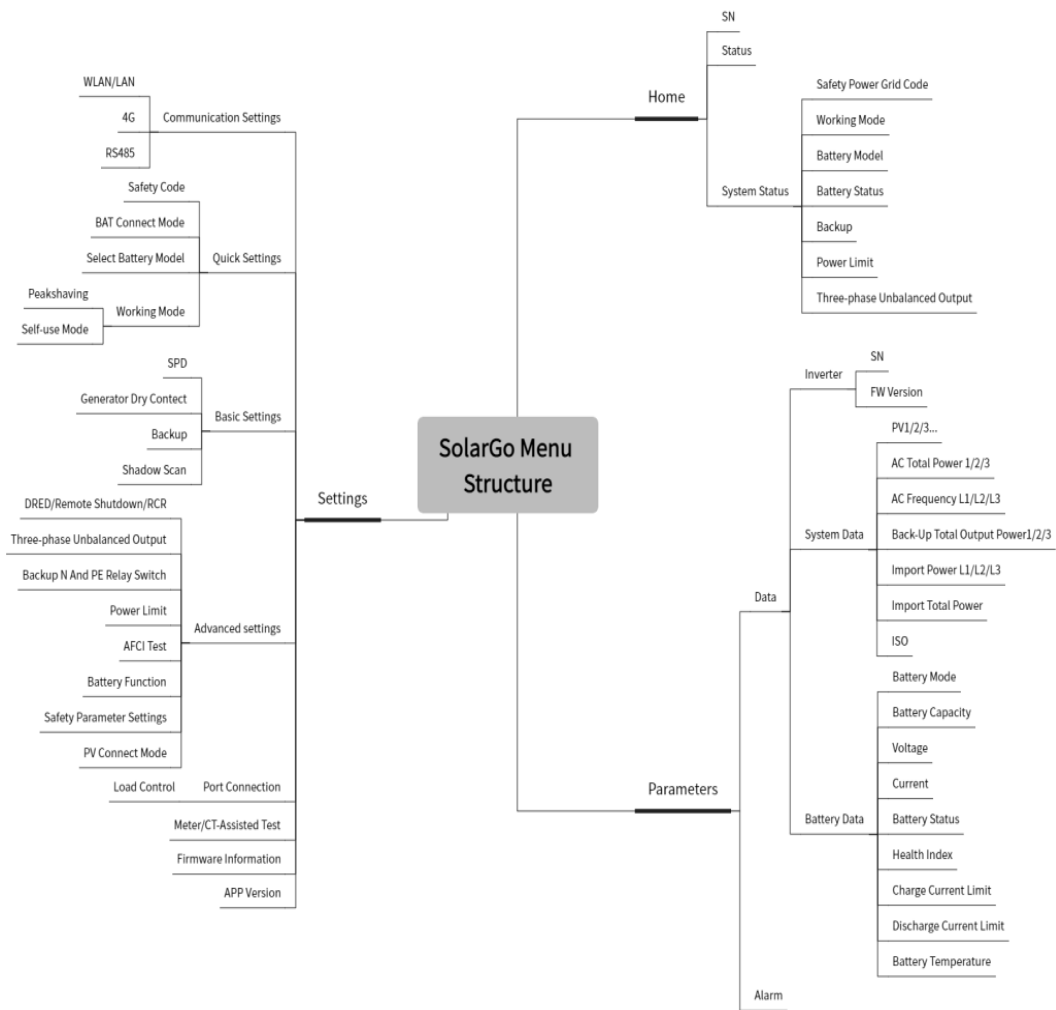 SolarGo Menu
Structure
Home
SN
Status
System Status
Safety Power Grid Code
Working Mode
Battery Model
Battery Status
Backup
Power Limit
Three-phase Unbalanced Output
Parameters
Data
Inverter
SN
FW Version
System Data
PV1/2/3...
AC Total Power 1/2/3
AC Frequency L1/L2/L3
Back-Up Total Output Power1/2/3
Import Power L1/L2/L3
Import Total Power
ISO
Battery Data
Battery Mode
Battery Capacity
Voltage
Current
Battery Status
Health Index
Charge Current Limit
Discharge Current Limit
Battery Temperature
Alarm
Settings
Communication Settings
WLAN/LAN
4G
RS485
Quick Settings
Safety Code
BAT Connect Mode
Select Battery Model
Working Mode
Peakshaving
Self-use Mode
Basic Settings
SPD
Generator Dry Contect
Backup
Shadow Scan
Advanced settings
DRED/Remote Shutdown/RCR
Three-phase Unbalanced Output
Backup N And PE Relay Switch
Power Limit
AFCI Test
Battery Function
Safety Parameter Settings
PV Connect Mode
Port Connection
Load Control
Meter/CT-Assisted Test
Firmware Information
APP Version